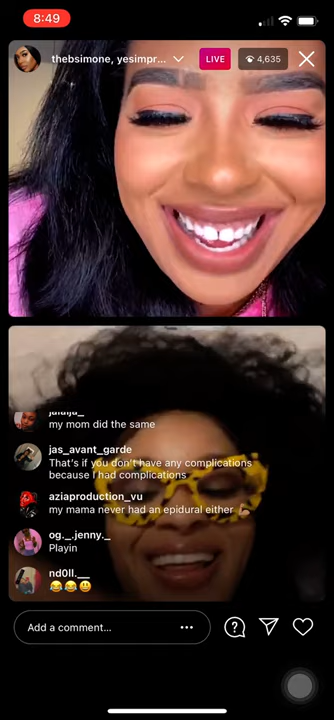 8:49
thebsimone, yesimpr...
LIVE
4,635
my mom did the same
jas_avant_garde
That's if you don't have any complications
because I had complications
aziaproduction_vu
my mama never had an epidural either
og._.jenny._
Playin
nd0ll.__
Add a comment...